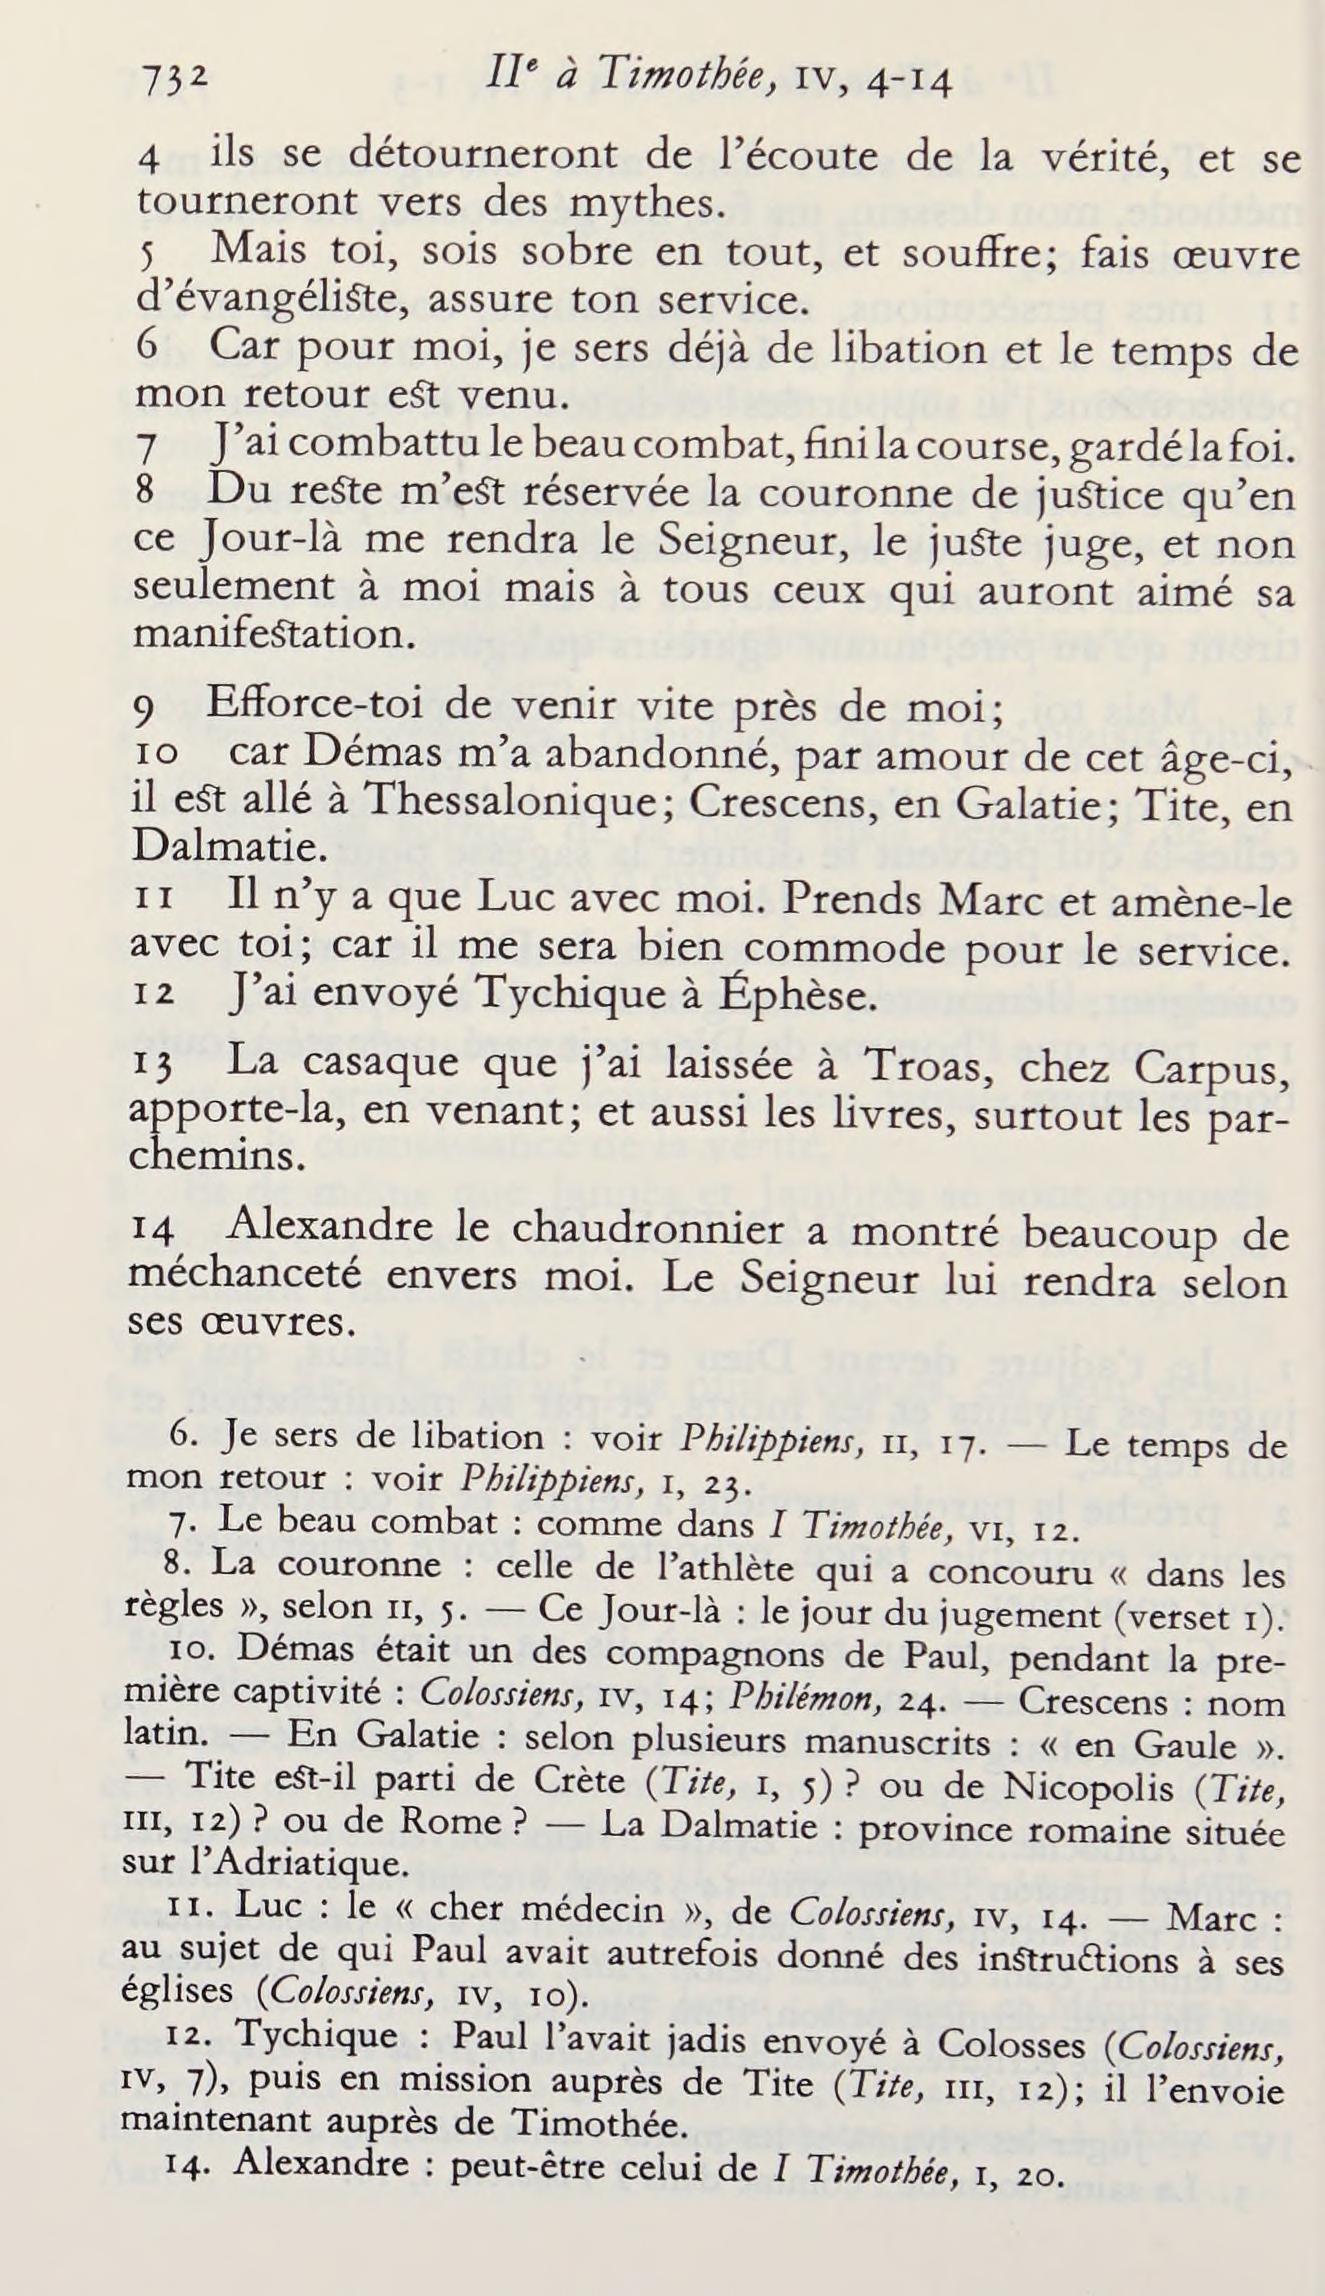 732 IIe à Timothée, IV, 4-14
4 ils se détourneront de l'écoute de la vérité, et se
tourneront vers des mythes.
5 Mais toi, sois sobre en tout, et souffre; fais œuvre
d'évangéliste, assure ton service.
6 Car pour moi, je sers déjà de libation et le temps de
mon retour est venu.
7 J'ai combattu le beau combat, fini la course, gardé la foi.
8 Du reste m'est réservée la couronne de justice qu'en
ce Jour-là me rendra le Seigneur, le juste juge, et non
seulement à moi mais à tous ceux qui auront aimé sa
manifestation.
9 Efforce-toi de venir vite près de moi;
10 car Démas m'a abandonné, par amour de cet âge-ci,
il est allé à Thessalonique; Crescens, en Galatie; Tite, en
Dalmatie.
11 Il n'y a que Luc avec moi. Prends Marc et amène-le
avec toi; car il me sera bien commode pour le service.
12 J'ai envoyé Tychique à Éphèse.
13 La casaque que j'ai laissée à Troas, chez Carpus,
apporte-la, en venant; et aussi les livres, surtout les par-
chemins.
14 Alexandre le chaudronnier a montré beaucoup de
méchanceté envers moi. Le Seigneur lui rendra selon
ses œuvres.
6. Je sers de libation : voir Philippiens, II, 17. — Le temps de
mon retour : voir Philippiens, I, 23.
7. Le beau combat : comme dans I Timothée, VI, 12.
8. La couronne : celle de l'athlète qui a concouru « dans les
règles », selon II, 5. — Ce Jour-là : le jour du jugement (verset 1).
10. Démas était un des compagnons de Paul, pendant la pre-
mière captivité : Colossiens, IV, 14; Philémon, 24. — Crescens : nom
latin. — En Galatie : selon plusieurs manuscrits : « en Gaule ».
— Tite est-il parti de Crète (Tite, I, 5) ? ou de Nicopolis (Tite,
III, 12) ? ou de Rome ? — La Dalmatie : province romaine située
sur l'Adriatique.
11. Luc : le « cher médecin », de Colossiens, IV, 14. — Marc :
au sujet de qui Paul avait autrefois donné des instructions à ses
églises (Colossiens, IV, 10).
12. Tychique : Paul l'avait jadis envoyé à Colosses (Colossiens,
IV, 7), puis en mission auprès de Tite (Tite, III, 12); il l'envoie
maintenant auprès de Timothée.
14. Alexandre : peut-être celui de I Timothée, I, 20.